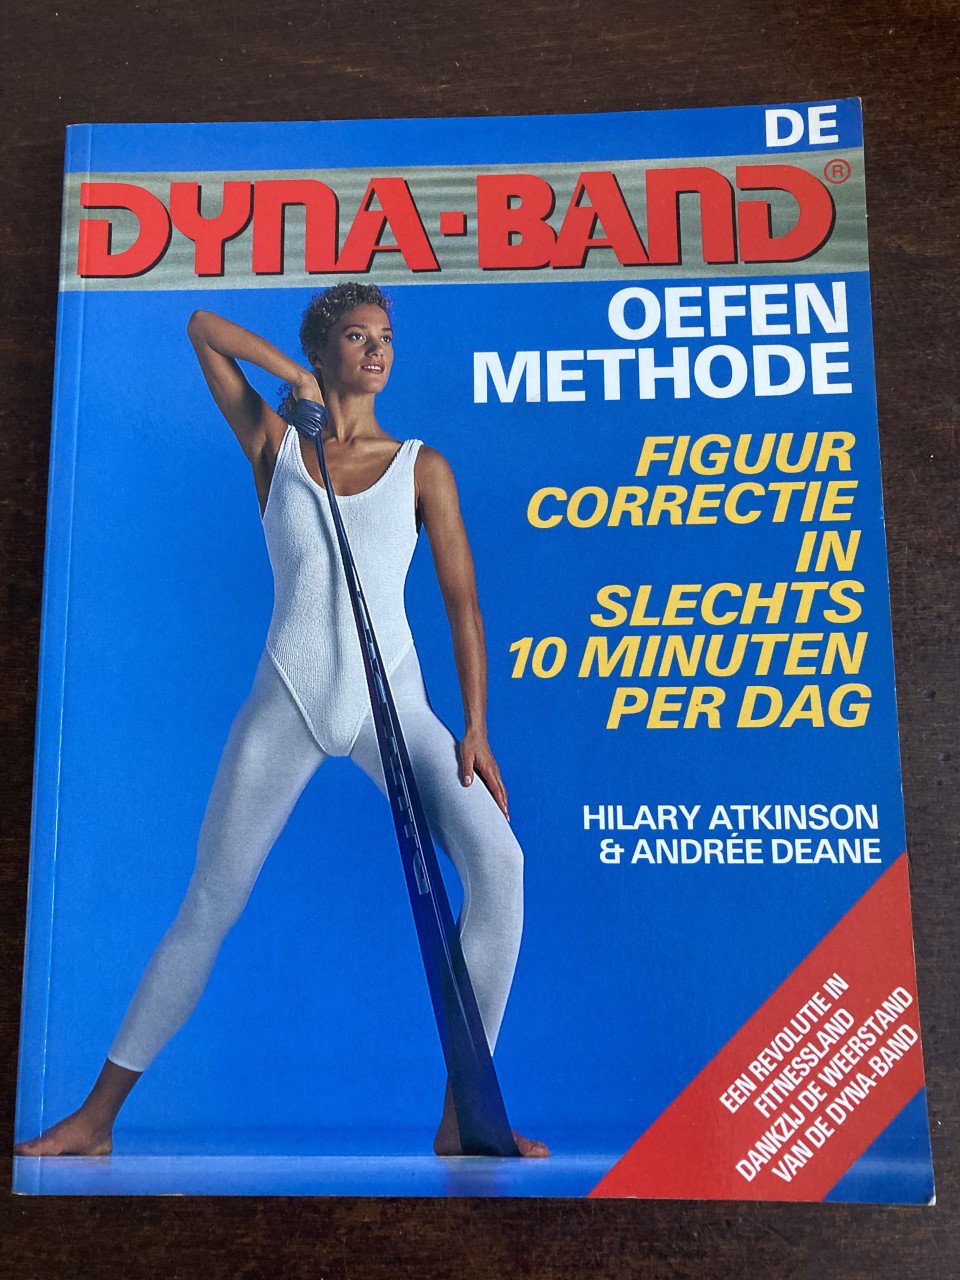 DE
DYNA-BAND®
OEFEN
METHODE
FIGUUR
CORRECTIE
IN
SLECHTS
10 MINUTEN
PER DAG
HILARY ATKINSON
& ANDRÉE DEANE
EEN REVOLUTIE IN
FITNESSLAND
DANKZIJ DE WEERSTAND
VAN DE DYNA-BAND